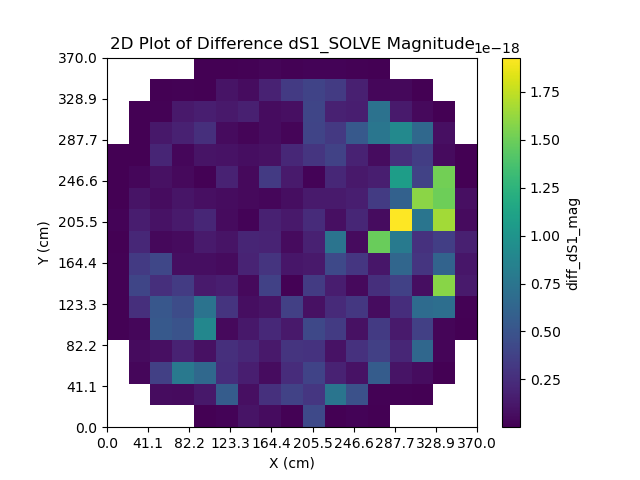 2D Plot of Difference dS1_SOLVE Magnitude
1e−18
370.0
328.9
287.7
246.6
205.5
164.4
123.3
82.2
41.1
0.0
Y (cm)
0.0 41.1 82.2 123.3 164.4 205.5 246.6 287.7 328.9 370.0
X (cm)
1.75
1.50
1.25
1.00
0.75
0.50
0.25
diff_dS1_mag